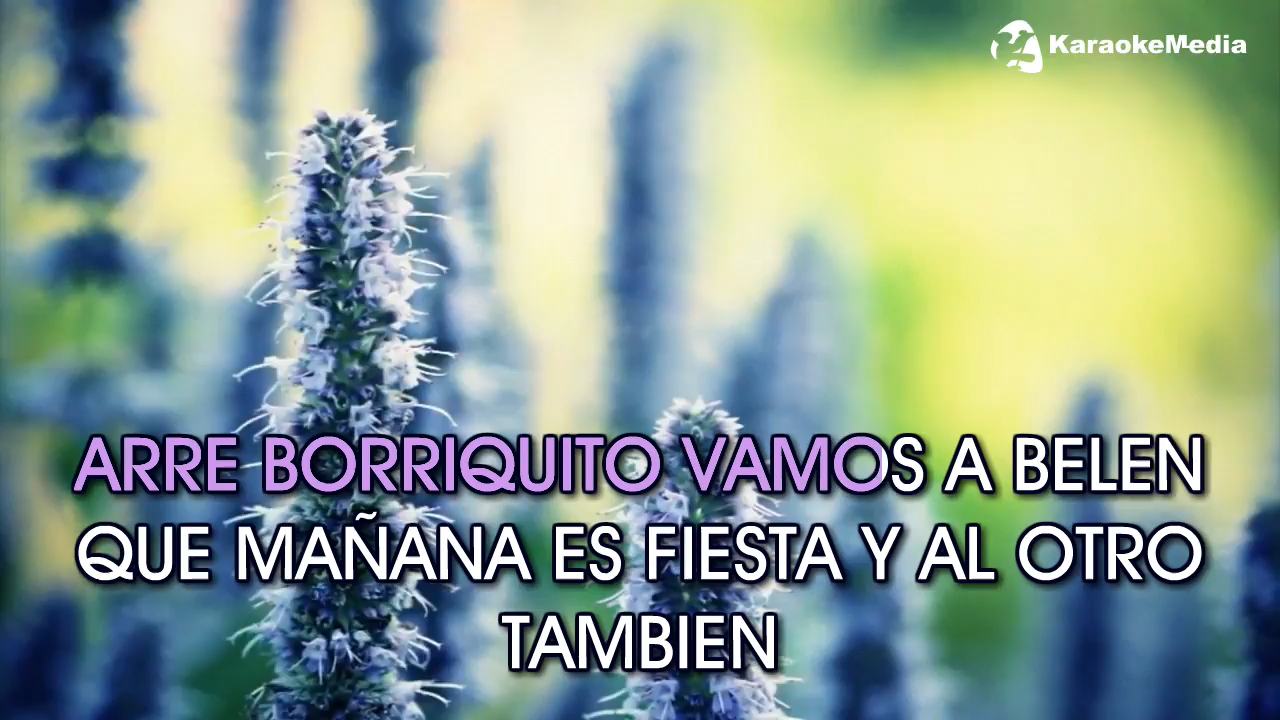 KaraokeMedia
ARRE BORRIQUITO VAMOS A BELEN
QUE MAÑANA ES FIESTA Y AL OTRO
TAMBIEN